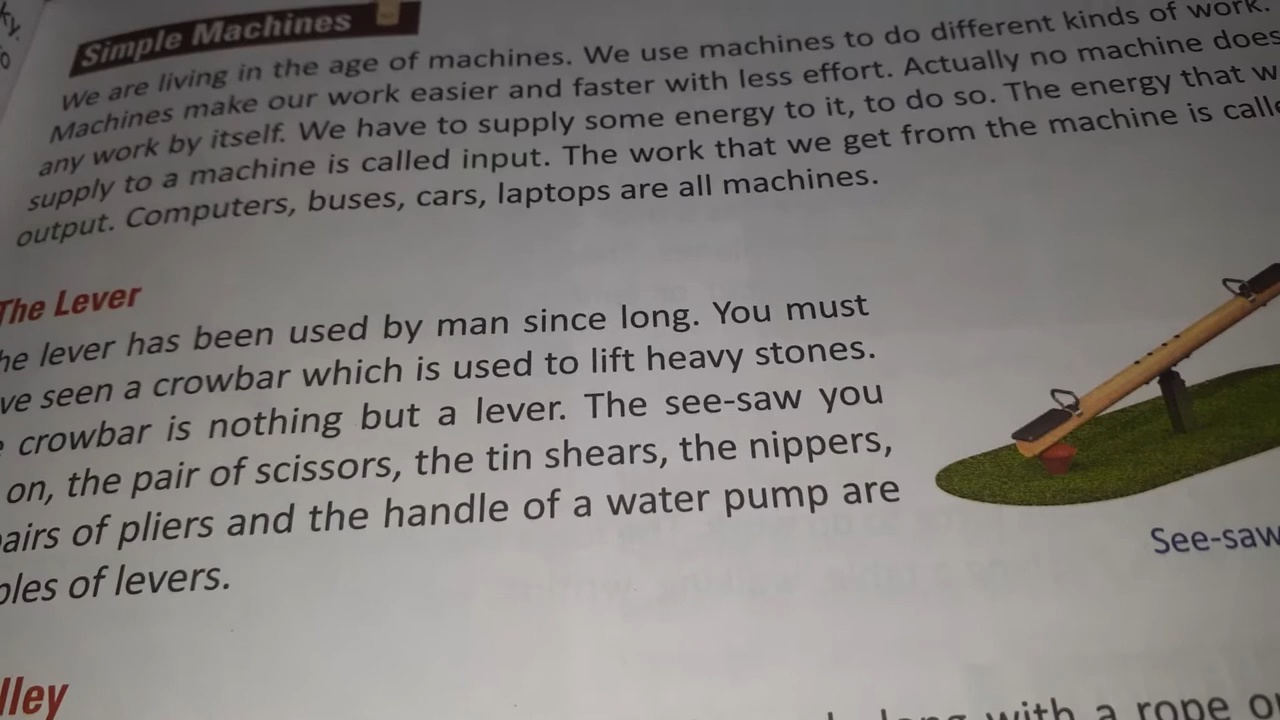 ky.
Simple Machines
We are living in the age of machines. We use machines to do different kinds of work.
Machines make our work easier and faster with less effort. Actually no machine does
any work by itself. We have to supply some energy to it, to do so. The energy that w
supply to a machine is called input. The work that we get from the machine is calle
output. Computers, buses, cars, laptops are all machines.
The Lever
he lever has been used by man since long. You must
ve seen a crowbar which is used to lift heavy stones.
e crowbar is nothing but a lever. The see-saw you
on, the pair of scissors, the tin shears, the nippers,
pairs of pliers and the handle of a water pump are
ples of levers.
See-saw
lley
along with a rope or